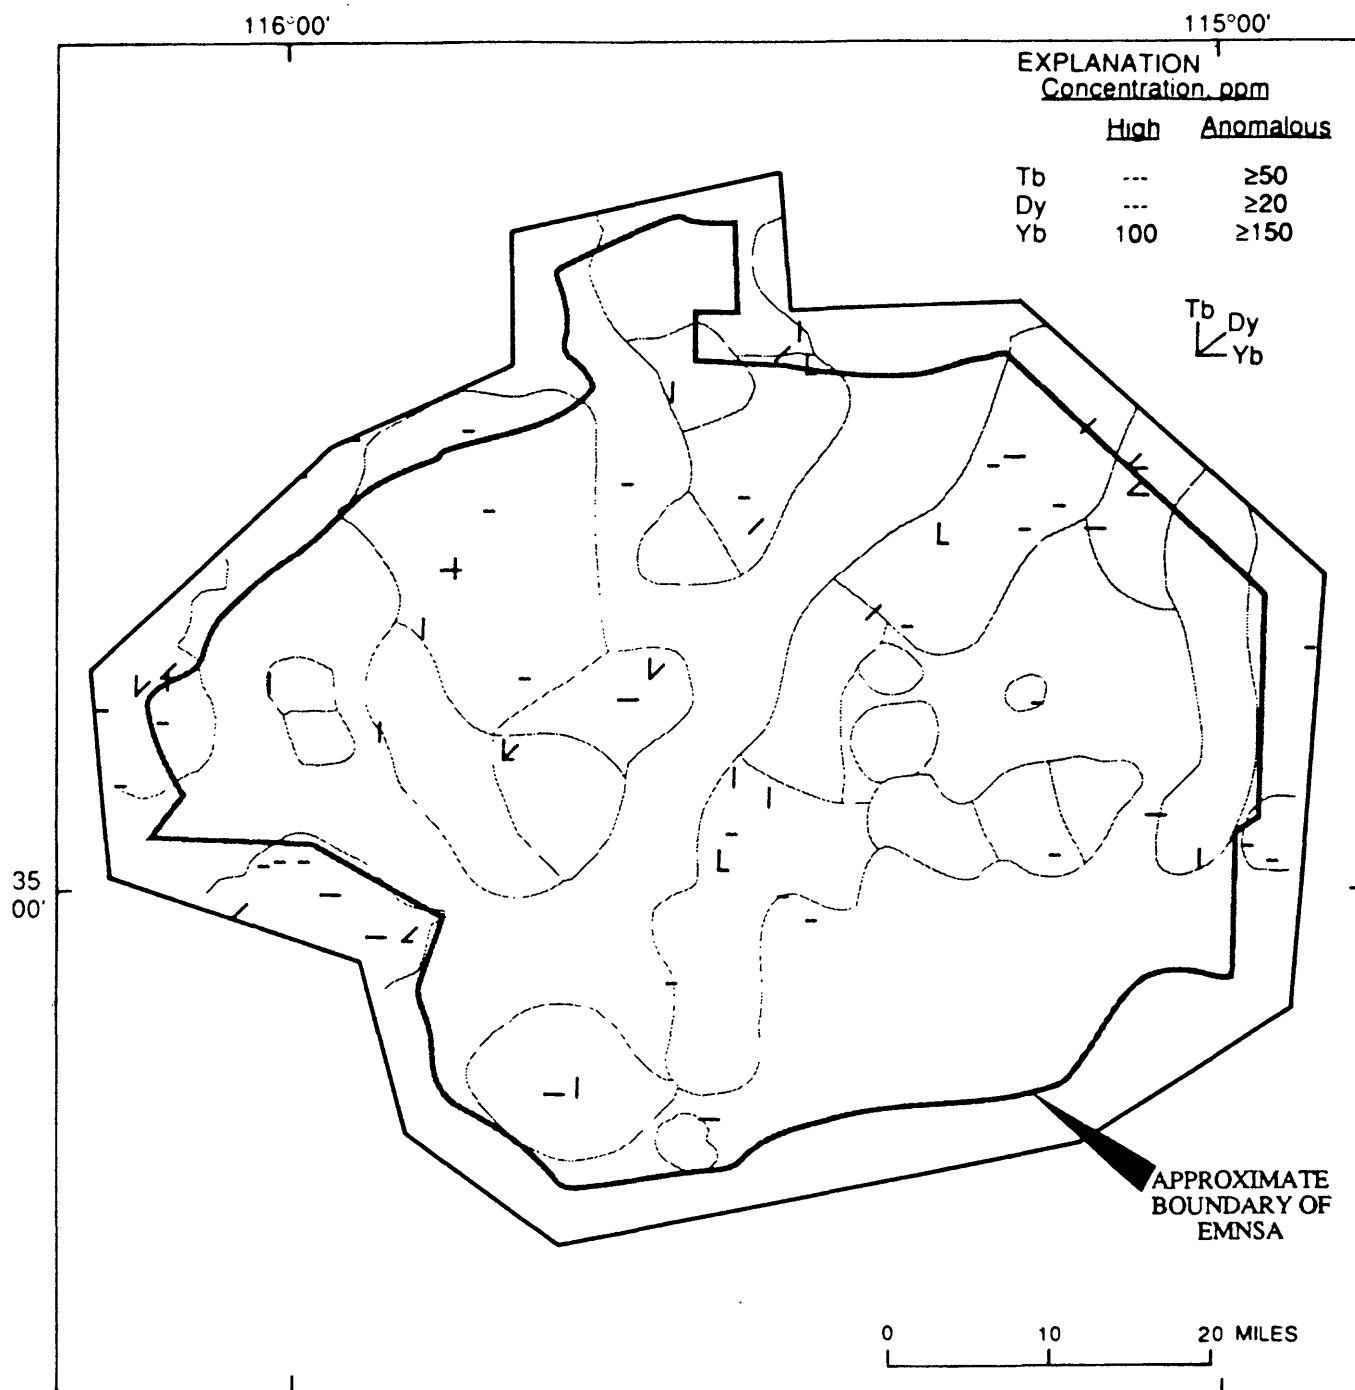 116°00'
115°00'
EXPLANATION
Concentration, ppm
High Anomalous
Tb --- ≥50
Dy --- ≥20
Yb 100 ≥150
Tb
Dy
Yb
35
00'
APPROXIMATE
BOUNDARY OF
EMNSA
0 10 20 MILES